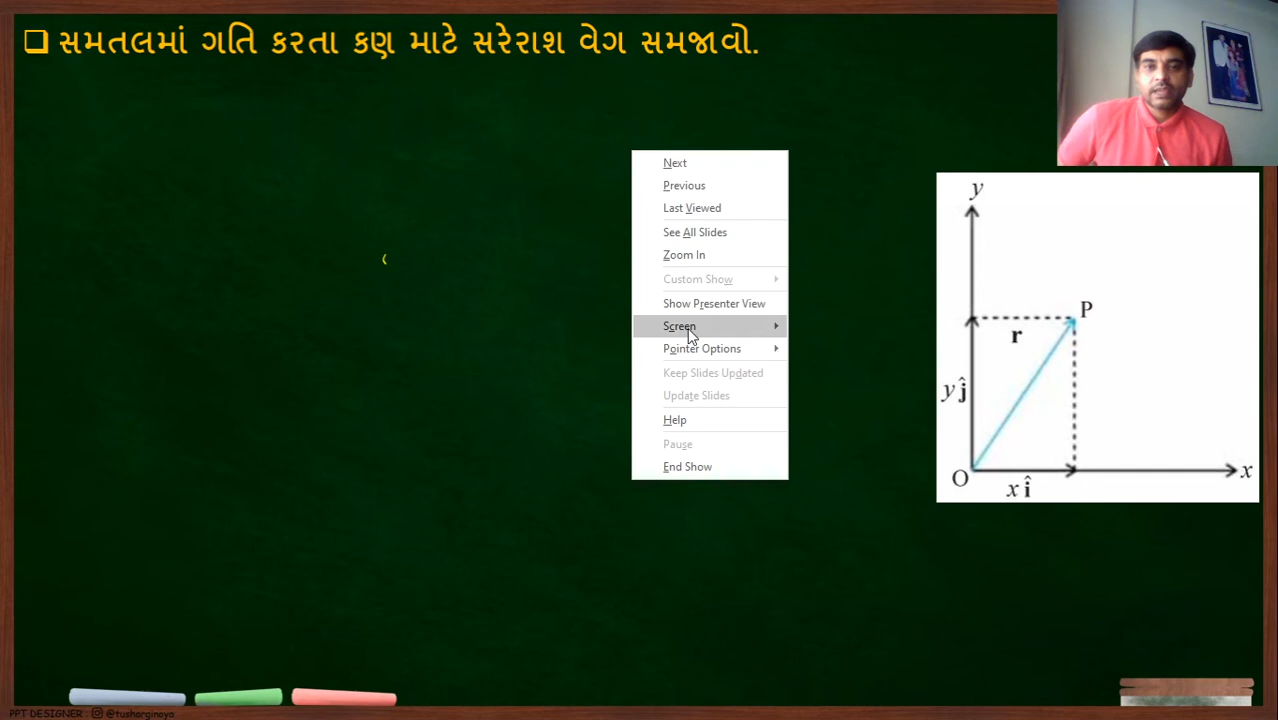 ❑ સમતલમાં ગતિ કરતા કણ માટે સરેરાશ વેગ સમજાવો.
Next
Previous
Last Viewed
See All Slides
Zoom In
Custom Show
Show Presenter View
Screen
Pointer Options
Keep Slides Updated
Update Slides
Help
Pause
End Show
y
P
r
y ĵ
O
x
x î
PPT DESIGNER : @tusharginoya